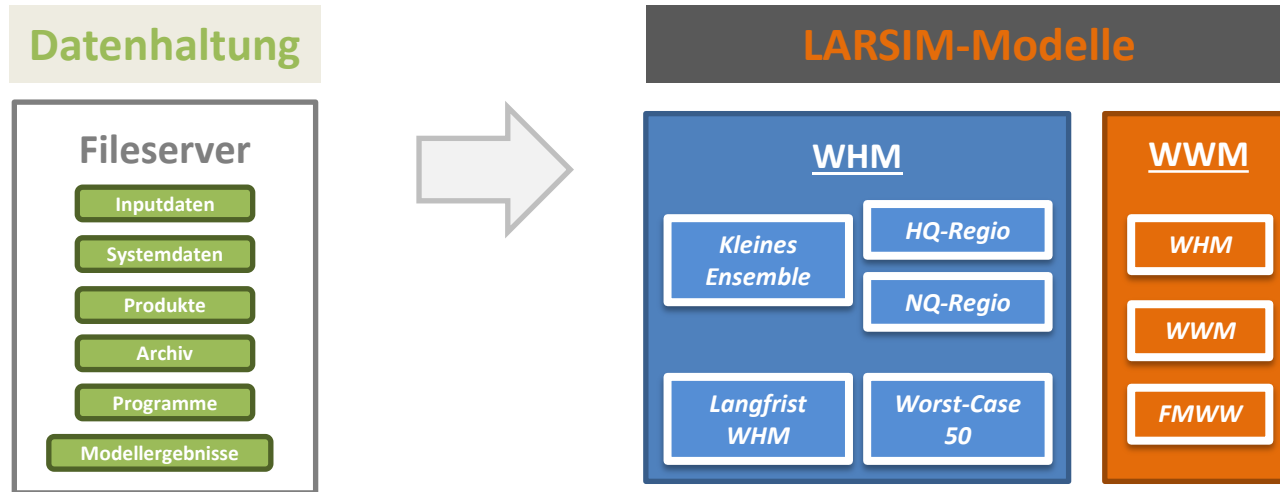 Datenhaltung
LARSIM-Modelle
Fileserver
Inputdaten
Systemdaten
Produkte
Archiv
Programme
Modellergebnisse
WHM
Kleines
Ensemble
HQ-Regio
NQ-Regio
Langfrist
WHM
Worst-Case
50
WWM
WHM
WWM
FMWW